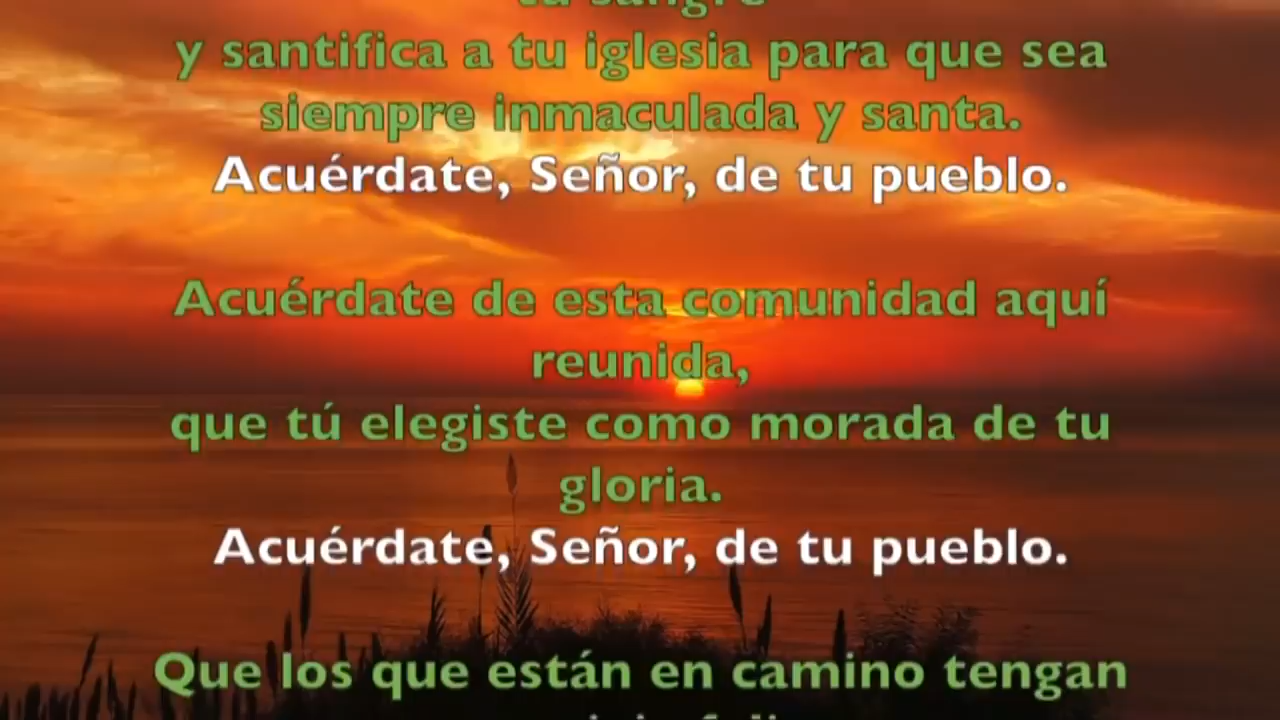 tu sangre
y santifica a tu iglesia para que sea
siempre inmaculada y santa.
Acuérdate, Señor, de tu pueblo.
Acuérdate de esta comunidad aquí
reunida,
que tú elegiste como morada de tu
gloria.
Acuérdate, Señor, de tu pueblo.
Que los que están en camino tengan